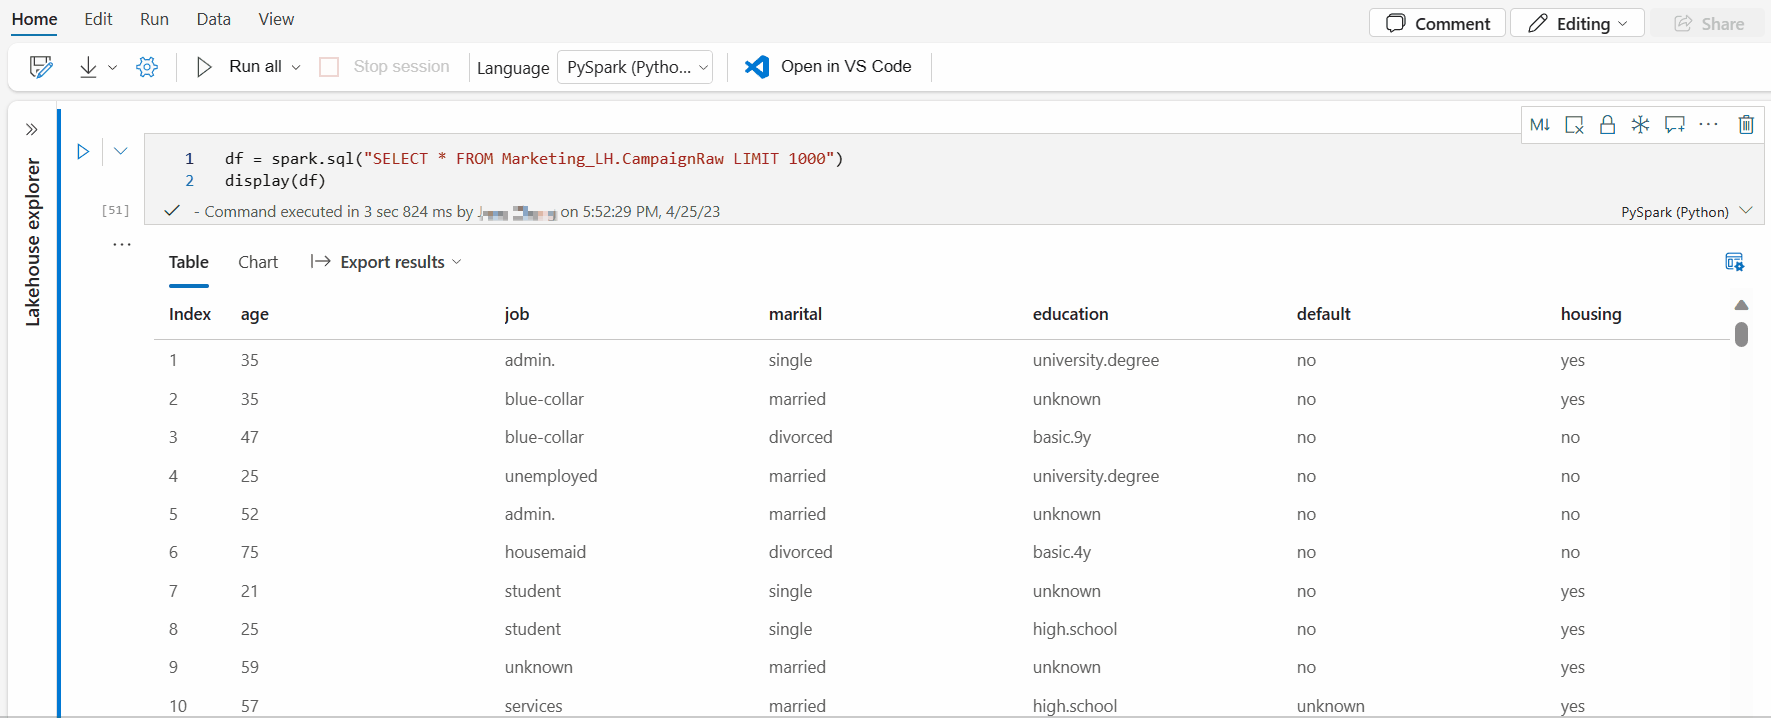 Home Edit Run Data View
Comment Editing Share
Run all Stop session Language PySpark (Pytho... Open in VS Code
Lakehouse explorer
M↓ ...
1 df = spark.sql("SELECT * FROM Marketing_LH.CampaignRaw LIMIT 1000")
2 display(df)
[51] - Command executed in 3 sec 824 ms by on 5:52:29 PM, 4/25/23 PySpark (Python)
...
Table Chart Export results
Index age job marital education default housing
1 35 admin. single university.degree no yes
2 35 blue-collar married unknown no yes
3 47 blue-collar divorced basic.9y no no
4 25 unemployed married university.degree no no
5 52 admin. married unknown no no
6 75 housemaid divorced basic.4y no no
7 21 student single unknown no yes
8 25 student single high.school no yes
9 59 unknown married unknown no yes
10 57 services married high.school unknown yes